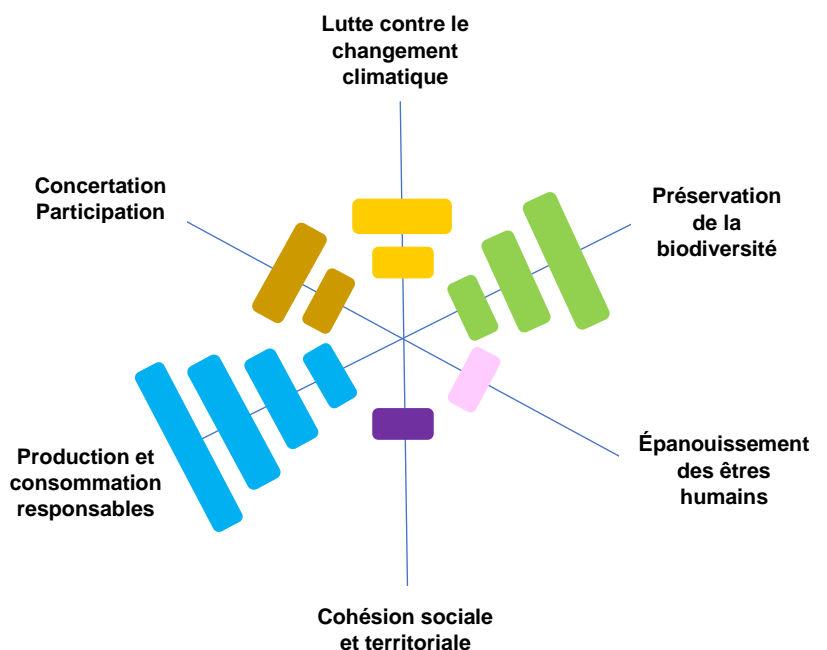 Lutte contre le
changement
climatique
Concertation
Participation
Préservation
de la
biodiversité
Production et
consommation
responsables
Épanouissement
des êtres
humains
Cohésion sociale
et territoriale